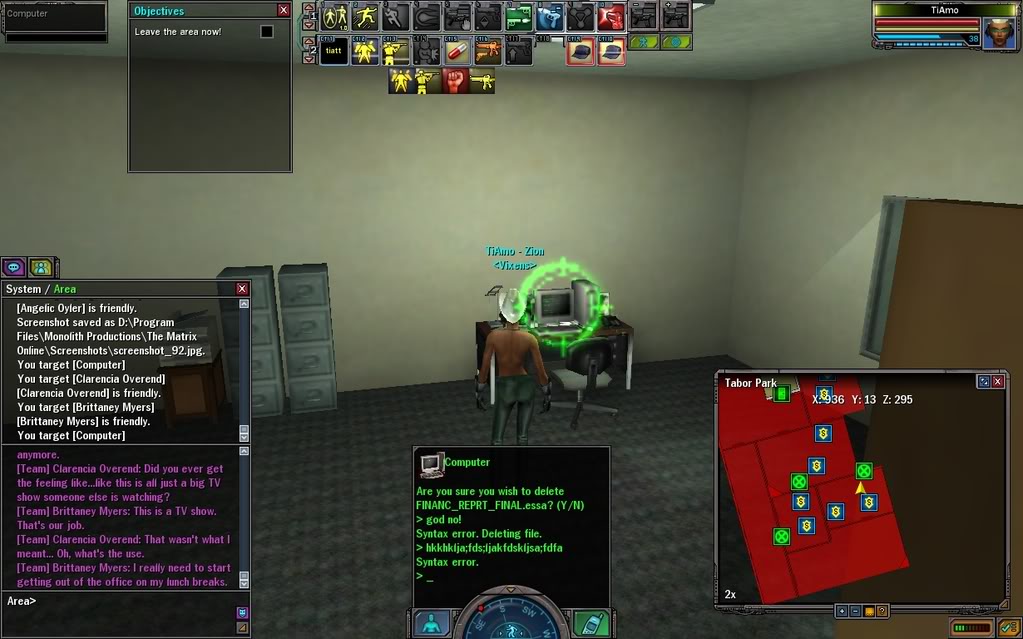 Computer
Objectives
Leave the area now!
TiAmo
38
1
2
tiatt
TiAmo - Zion
<Vixens>
System / Area
[Angelic Oyler] is friendly.
Screenshot saved as D:\Program
Files\Monolith Productions\The Matrix
Online\Screenshots\screenshot_92.jpg.
You target [Computer]
You target [Clarencia Overend]
[Clarencia Overend] is friendly.
You target [Brittaney Myers]
[Brittaney Myers] is friendly.
You target [Computer]
anymore.
[Team] Clarencia Overend: Did you ever get
the feeling like...like this is all just a big TV
show someone else is watching?
[Team] Brittaney Myers: This is a TV show.
That's our job.
[Team] Clarencia Overend: That wasn't what I
meant... Oh, what's the use.
[Team] Brittaney Myers: I really need to start
getting out of the office on my lunch breaks.
Area>
Computer
Are you sure you wish to delete
FINANC_REPRT_FINAL.essa? (Y/N)
> god no!
Syntax error. Deleting file.
> hkkhklja;fds;ljakfdskljsa;fdfa
Syntax error.
> _
S
SW
W
Tabor Park
X: 936 Y: 13 Z: 295
2x